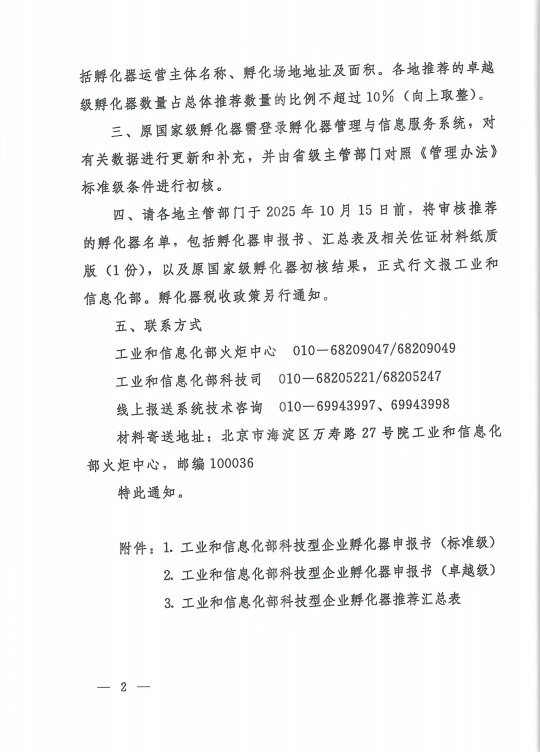 括孵化器运营主体名称、孵化场地地址及面积。各地推荐的卓越
级孵化器数量占总体推荐数量的比例不超过10%（向上取整）。
三、原国家级孵化器需登录孵化器管理与信息服务系统，对
有关数据进行更新和补充，并由省级主管部门对照《管理办法》
标准级条件进行初核。
四、请各地主管部门于 2025 年 10 月 15 日前，将审核推荐
的孵化器名单，包括孵化器申报书、汇总表及相关佐证材料纸质
版（1份），以及原国家级孵化器初核结果，正式行文报工业和
信息化部。孵化器税收政策另行通知。
五、联系方式
工业和信息化部火炬中心 010—68209047/68209049
工业和信息化部科技司 010—68205221/68205247
线上报送系统技术咨询 010—69943997、69943998
材料寄送地址：北京市海淀区万寿路 27 号院工业和信息化
部火炬中心，邮编 100036
特此通知。
附件：1. 工业和信息化部科技型企业孵化器申报书（标准级）
2. 工业和信息化部科技型企业孵化器申报书（卓越级）
3. 工业和信息化部科技型企业孵化器推荐汇总表
— 2 —